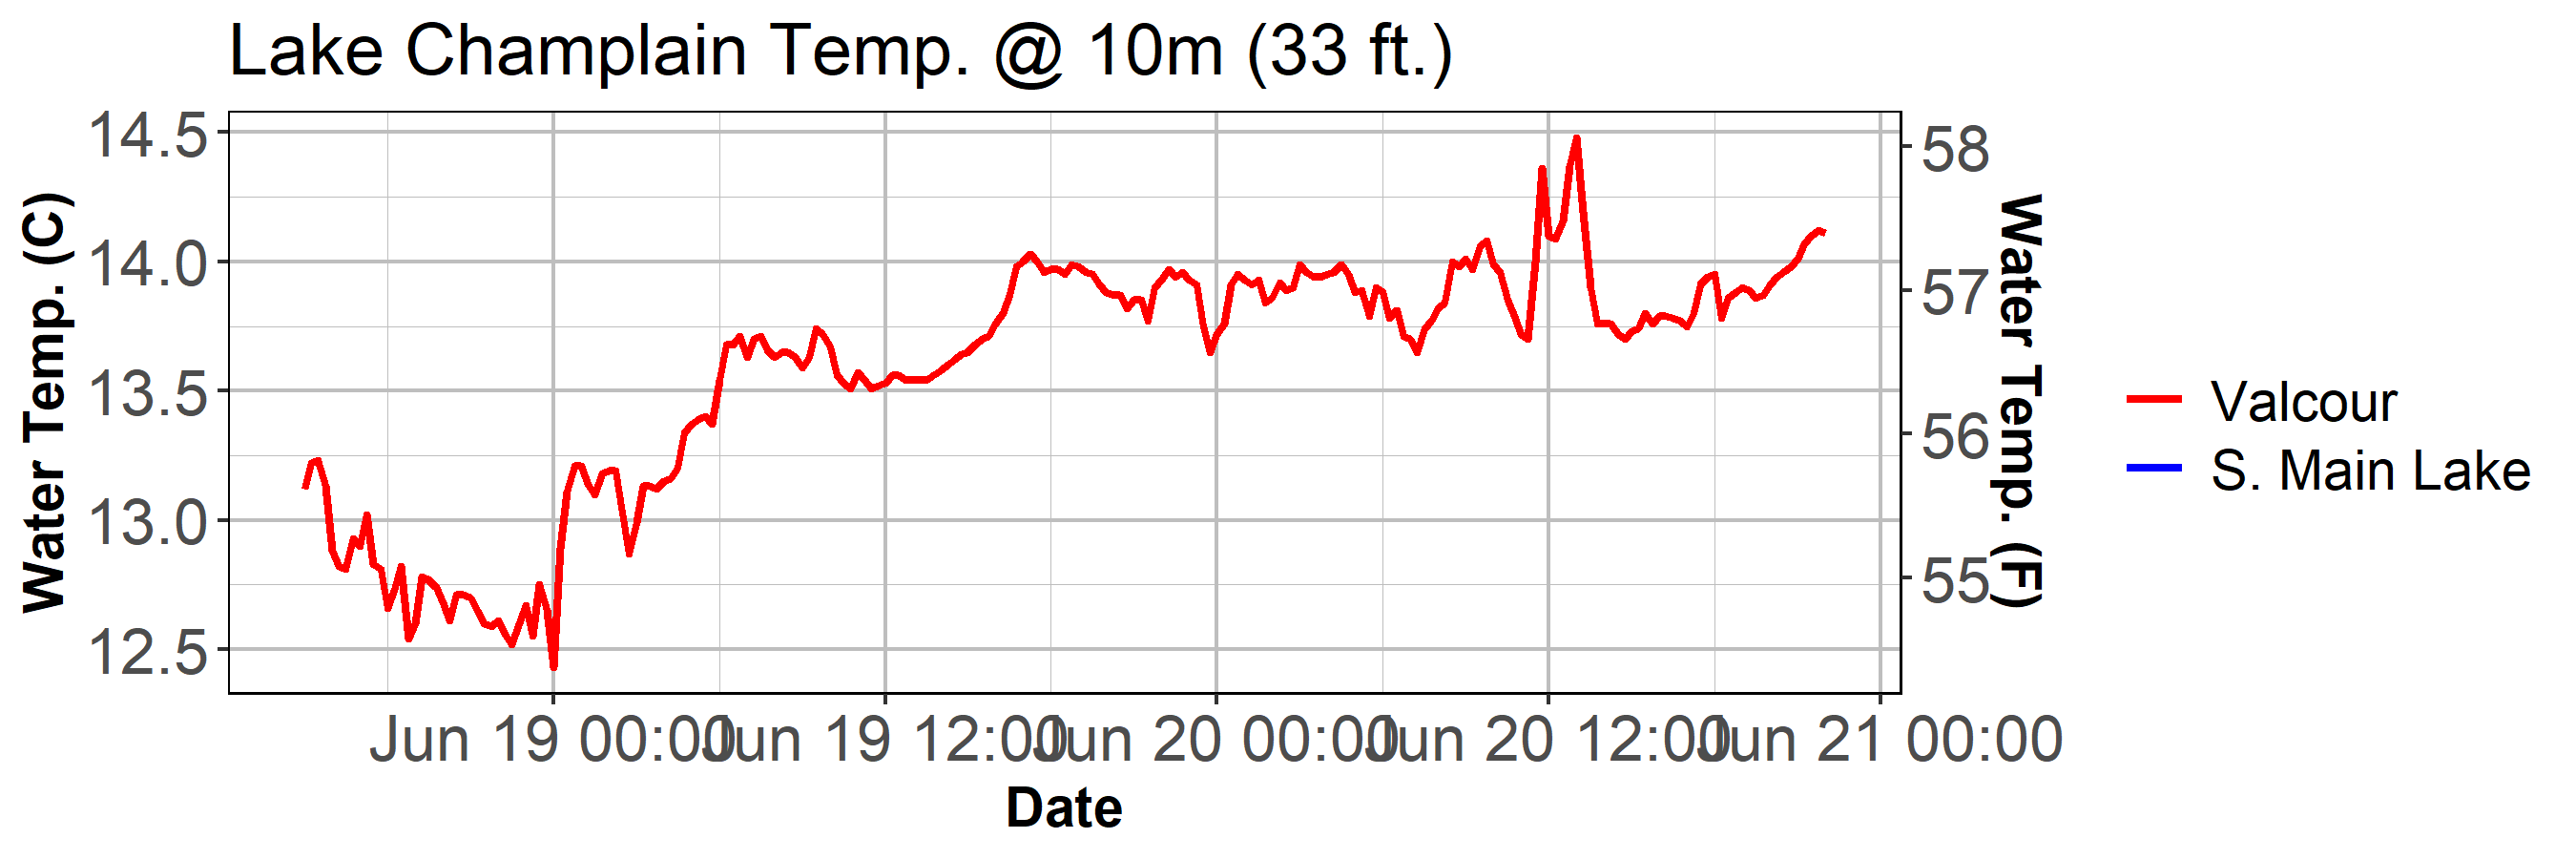 Lake Champlain Temp. @ 10m (33 ft.)
Water Temp. (C)
14.5
14.0
13.5
13.0
12.5
58
57
56
55
Water Temp. (F)
Jun 19 00:00
Jun 19 12:00
Jun 20 00:00
Jun 20 12:00
Jun 21 00:00
Date
Valcour
S. Main Lake